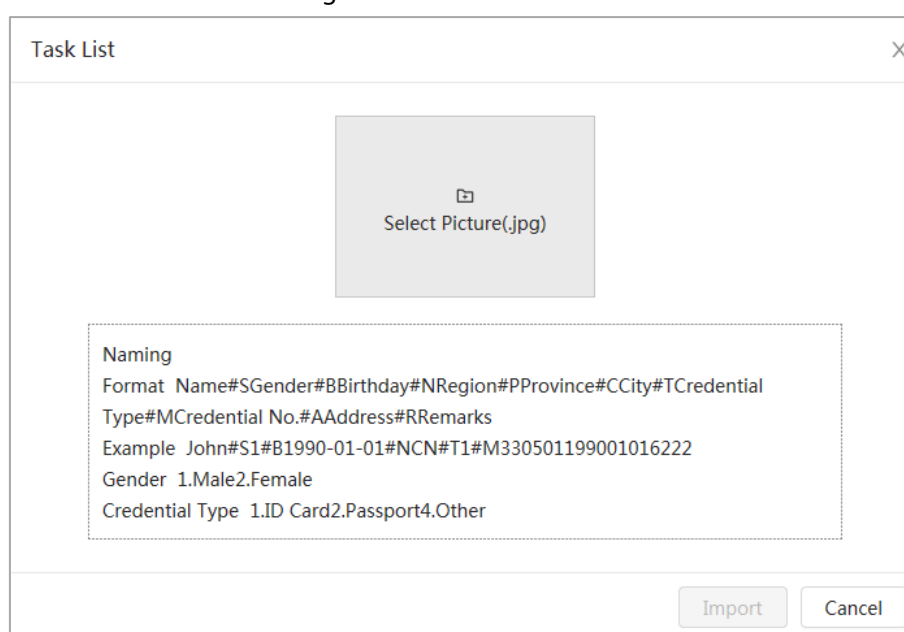 Task List
Select Picture(.jpg)
Naming
Format Name#SGender#BBirthday#NRegion#PProvince#CCity#TCredential
Type#MCredential No.#AAddress#RRemarks
Example John#S1#B1990-01-01#NCN#T1#M330501199001016222
Gender 1.Male2.Female
Credential Type 1.ID Card2.Passport4.Other
Import Cancel